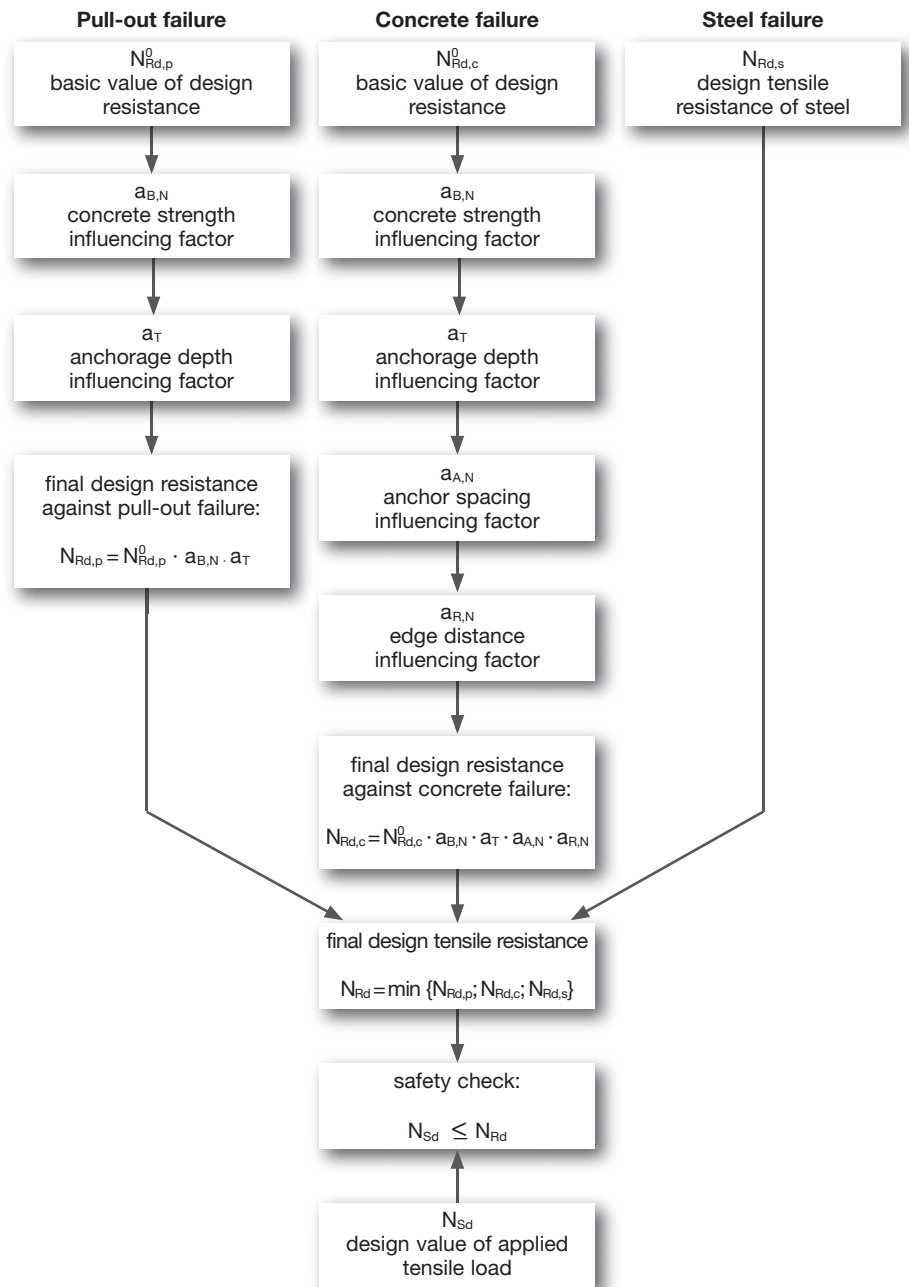 Pull-out failure
Concrete failure
Steel failure
N⁰Rd,p
basic value of design
resistance
N⁰Rd,c
basic value of design
resistance
NRd,s
design tensile
resistance of steel
aB,N
concrete strength
influencing factor
aB,N
concrete strength
influencing factor
aT
anchorage depth
influencing factor
aT
anchorage depth
influencing factor
final design resistance
against pull-out failure:
NRd,p = N⁰Rd,p · aB,N . aT
aA,N
anchor spacing
influencing factor
aR,N
edge distance
influencing factor
final design resistance
against concrete failure:
NRd,c = N⁰Rd,c · aB,N · aT · aA,N · aR,N
final design tensile resistance
NRd = min {NRd,p; NRd,c; NRd,s}
safety check:
NSd ≤ NRd
NSd
design value of applied
tensile load